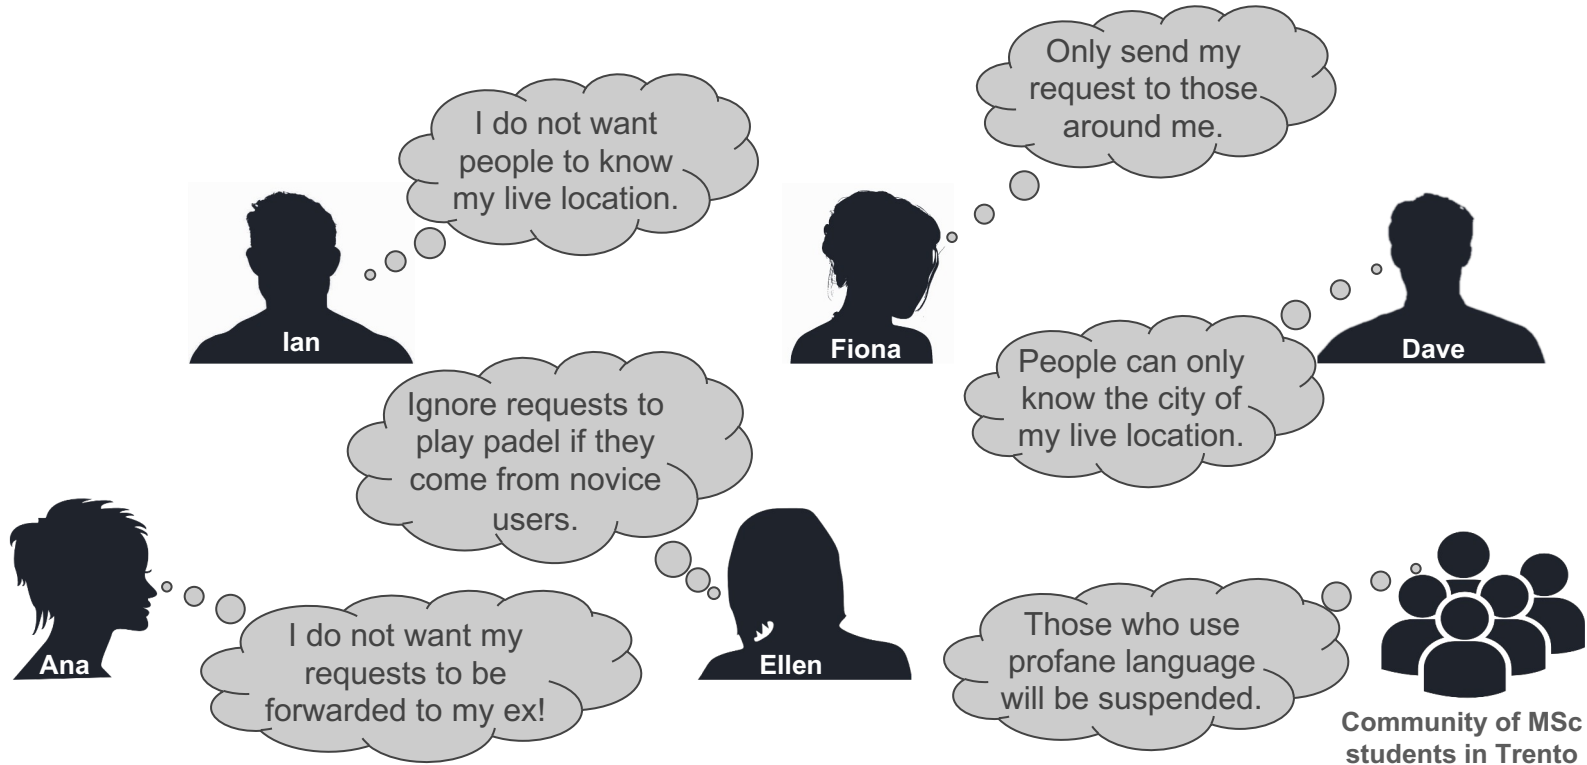 I do not want
people to know
my live location.
Ian
Only send my
request to those
around me.
Fiona
People can only
know the city of
my live location.
Dave
Ignore requests to
play padel if they
come from novice
users.
Ellen
I do not want my
requests to be
forwarded to my ex!
Ana
Those who use
profane language
will be suspended.
Community of MSc
students in Trento